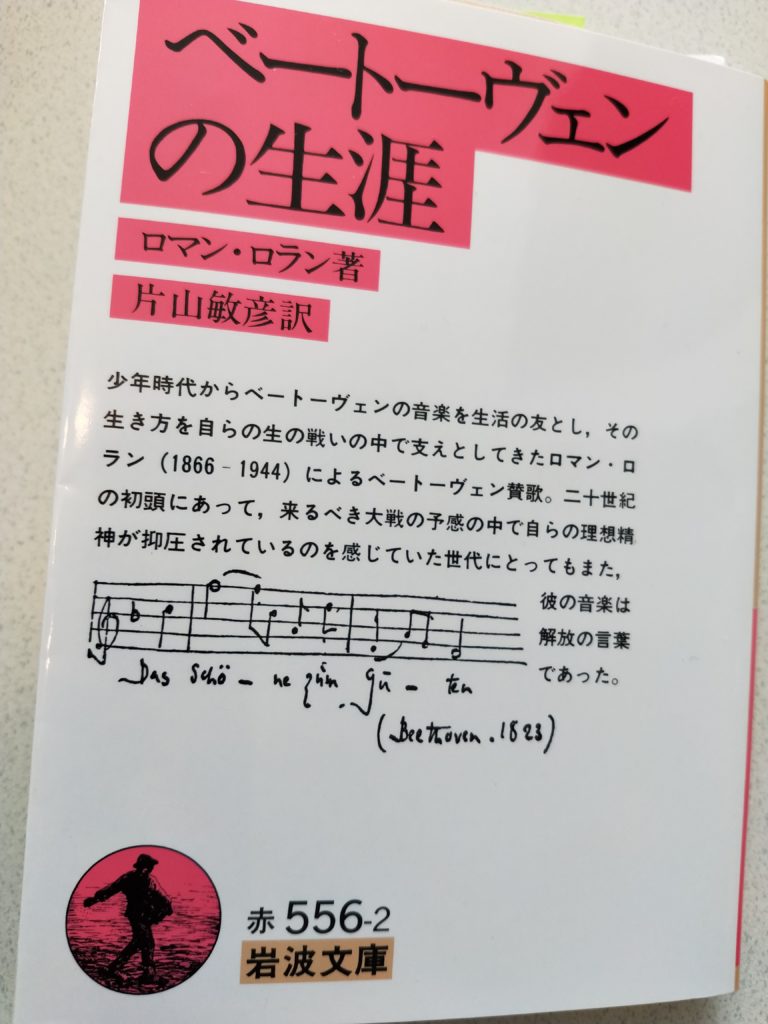 ベートーヴェン
の生涯
ロマン・ロラン著
片山敏彦訳
少年時代からベートーヴェンの音楽を生活の友とし,その
生き方を自らの生の戦いの中で支えとしてきたロマン・ロ
ラン(1866‐1944)によるベートーヴェン賛歌。二十世紀
の初頭にあって,来るべき大戦の予感の中で自らの理想精
神が抑圧されているのを感じていた世代にとってもまた,
彼の音楽は
解放の言葉
であった。
Das Schö - ne zum Gu - ten
(Beethoven. 1823)
赤 556-2
岩波文庫